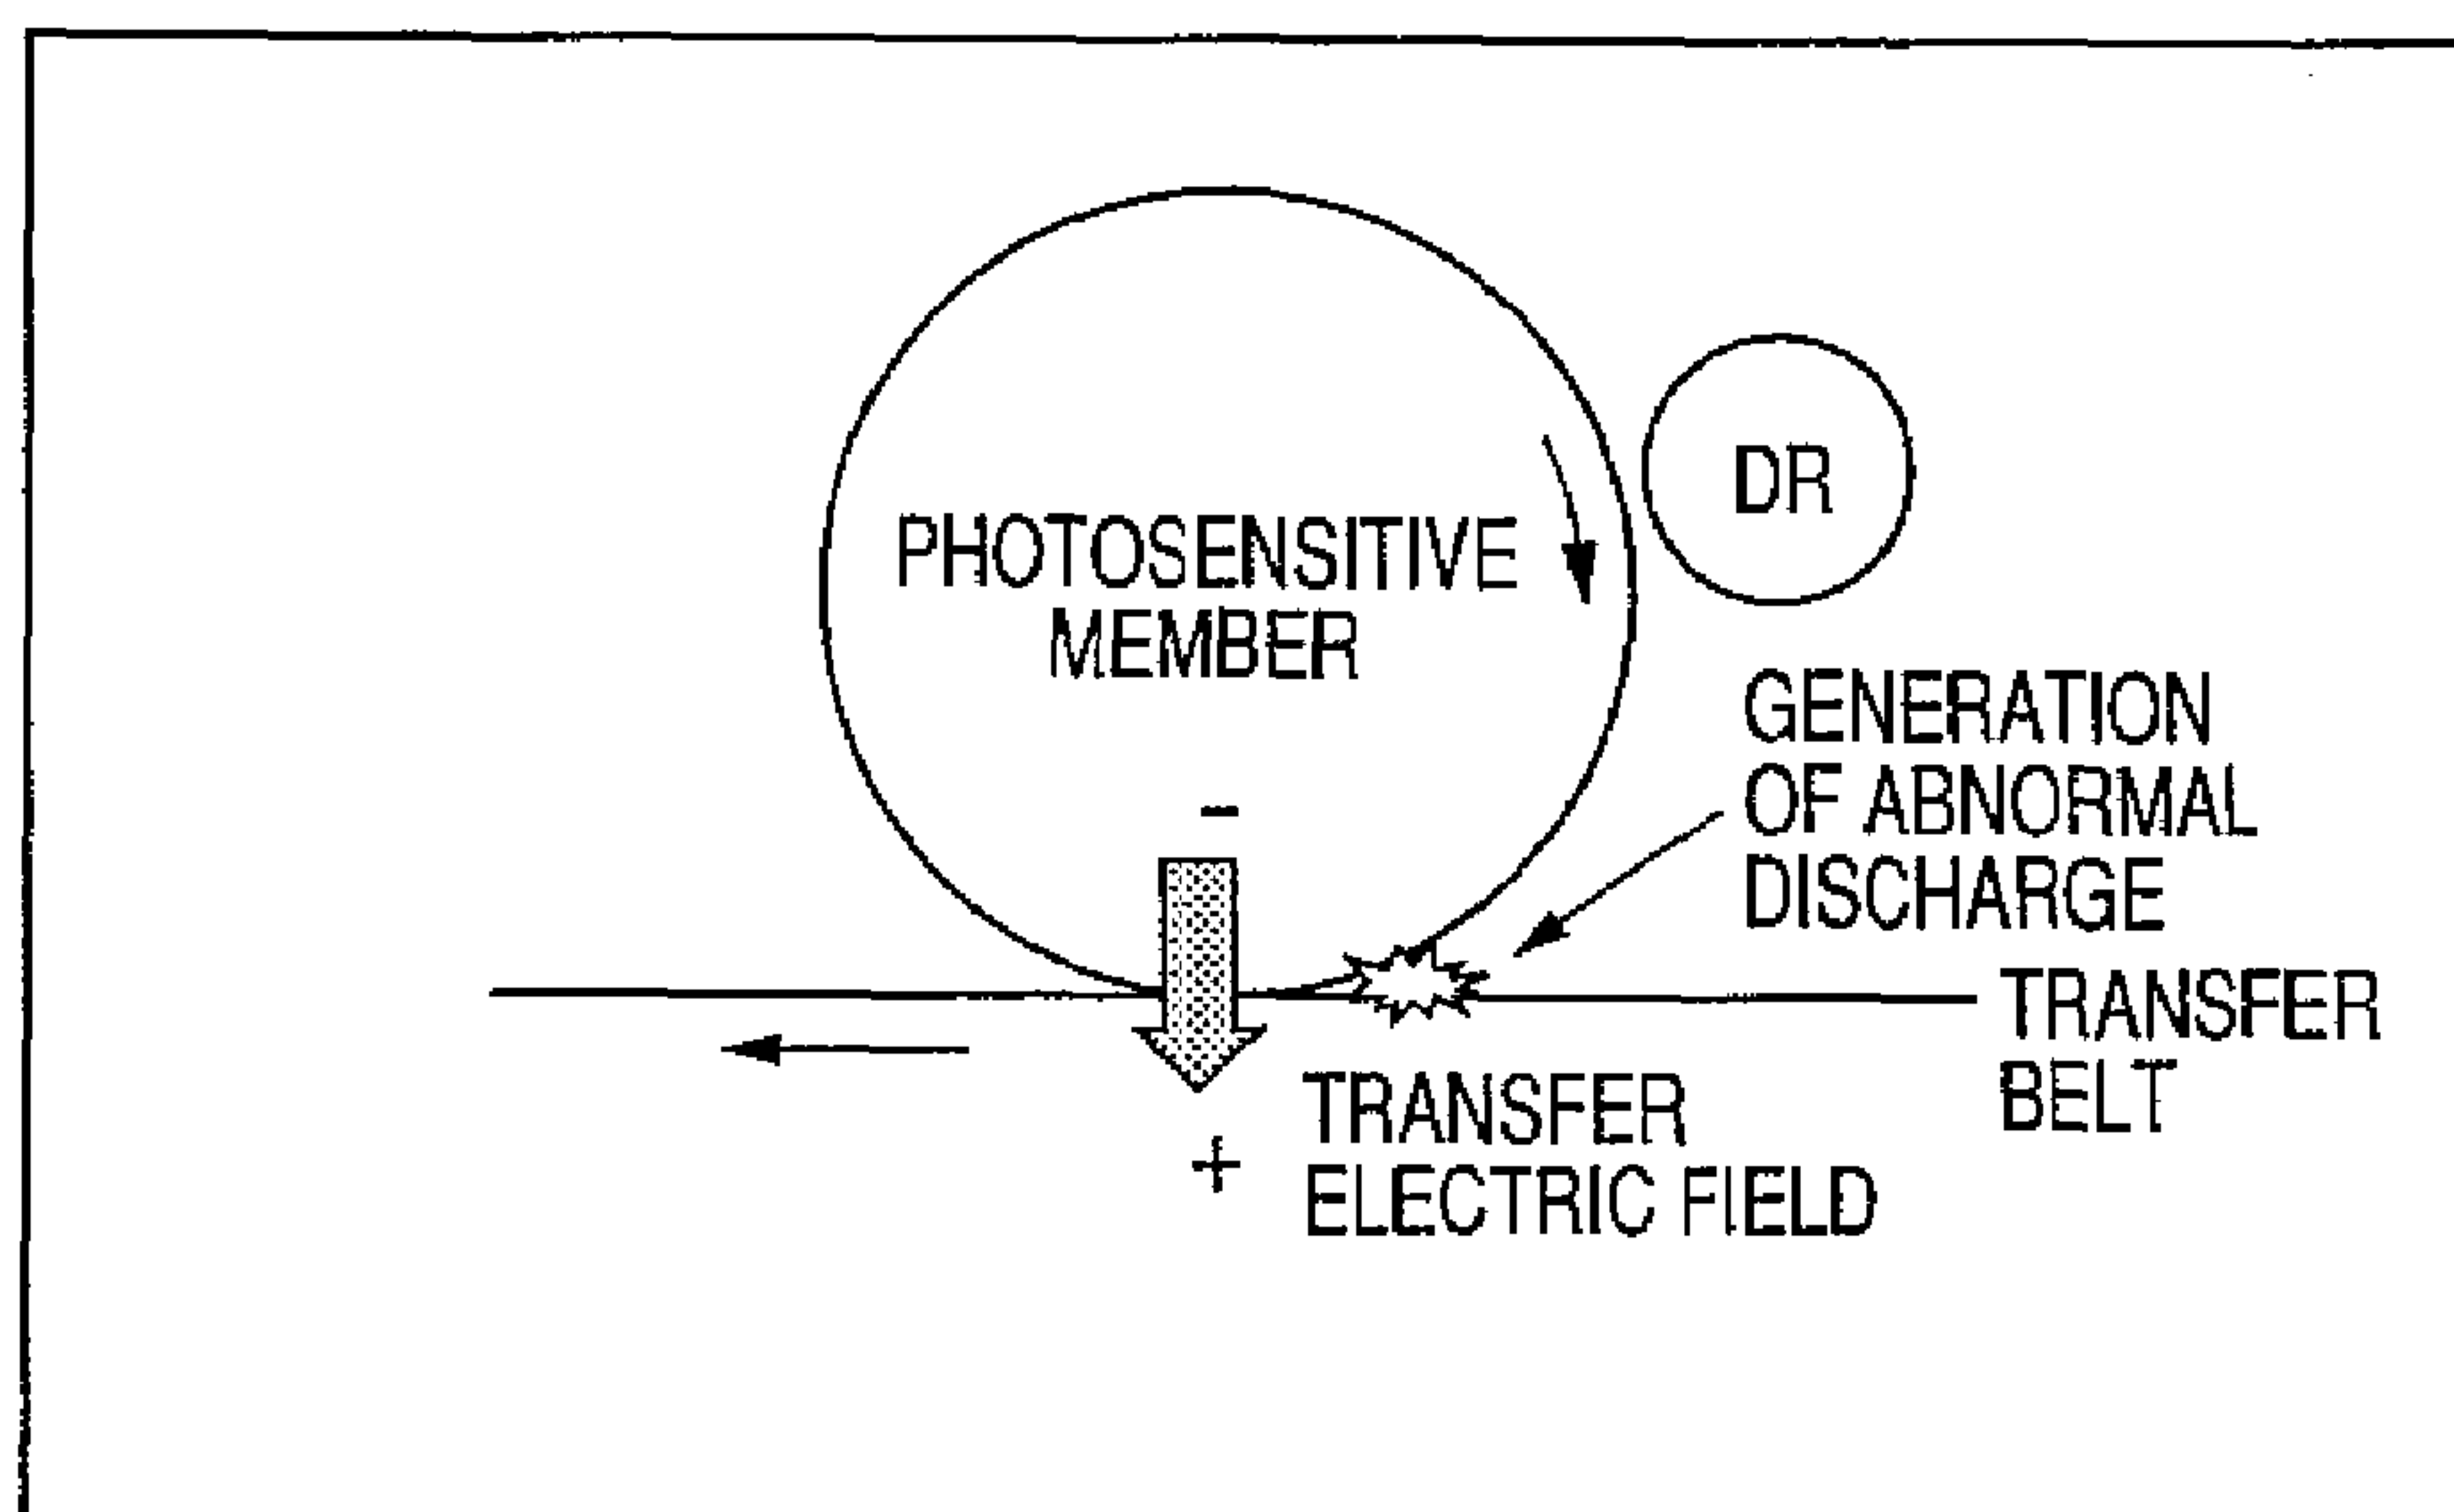 DR
PHOTOSENSITIVE
MEMBER
-
GENERATION
OF ABNORMAL
DISCHARGE
TRANSFER
BELT
+
TRANSFER
ELECTRIC FIELD